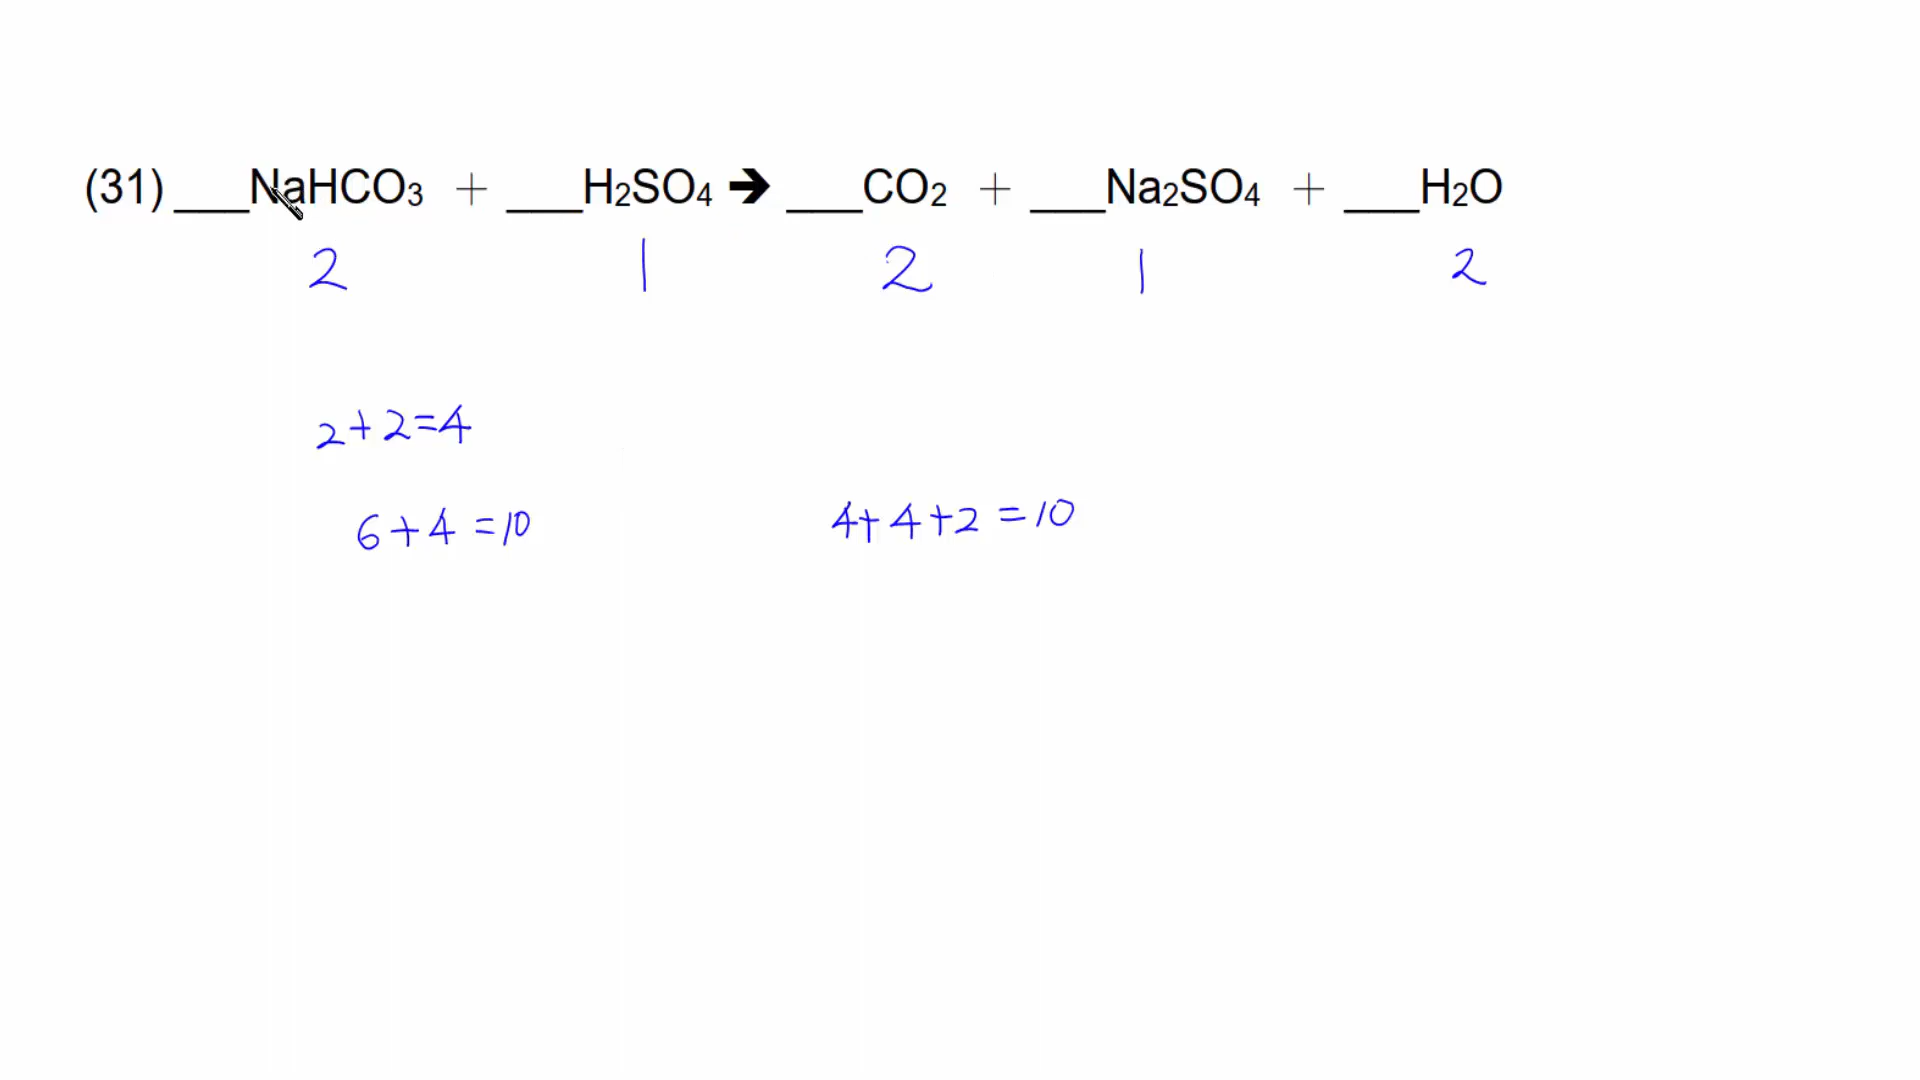 (31) ___NaHCO3 + ___H2SO4 ➔ ___CO2 + ___Na2SO4 + ___H2O
2 1 2 1 2
2+2=4
6+4=10 4+4+2=10